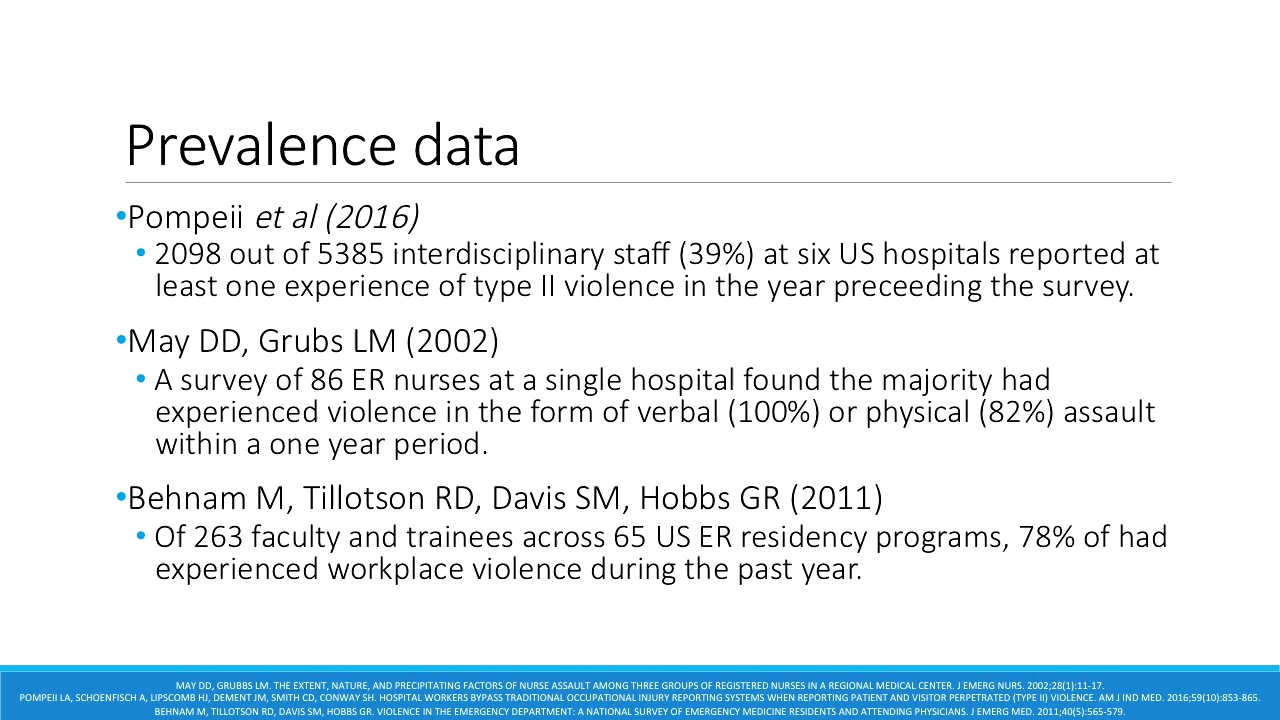 Prevalence data
•Pompeii et al (2016)
• 2098 out of 5385 interdisciplinary staff (39%) at six US hospitals reported at
least one experience of type II violence in the year preceeding the survey.
•May DD, Grubs LM (2002)
• A survey of 86 ER nurses at a single hospital found the majority had
experienced violence in the form of verbal (100%) or physical (82%) assault
within a one year period.
•Behnam M, Tillotson RD, Davis SM, Hobbs GR (2011)
• Of 263 faculty and trainees across 65 US ER residency programs, 78% of had
experienced workplace violence during the past year.
MAY DD, GRUBBS LM. THE EXTENT, NATURE, AND PRECIPITATING FACTORS OF NURSE ASSAULT AMONG THREE GROUPS OF REGISTERED NURSES IN A REGIONAL MEDICAL CENTER. J EMERG NURS. 2002;28(1):11-17.
POMPEII LA, SCHOENFISCH A, LIPSCOMB HJ, DEMENT JM, SMITH CD, CONWAY SH. HOSPITAL WORKERS BYPASS TRADITIONAL OCCUPATIONAL INJURY REPORTING SYSTEMS WHEN REPORTING PATIENT AND VISITOR PERPETRATED (TYPE II) VIOLENCE. AM J IND MED. 2016;59(10):853-865.
BEHNAM M, TILLOTSON RD, DAVIS SM, HOBBS GR. VIOLENCE IN THE EMERGENCY DEPARTMENT: A NATIONAL SURVEY OF EMERGENCY MEDICINE RESIDENTS AND ATTENDING PHYSICIANS. J EMERG MED. 2011;40(5):565-579.